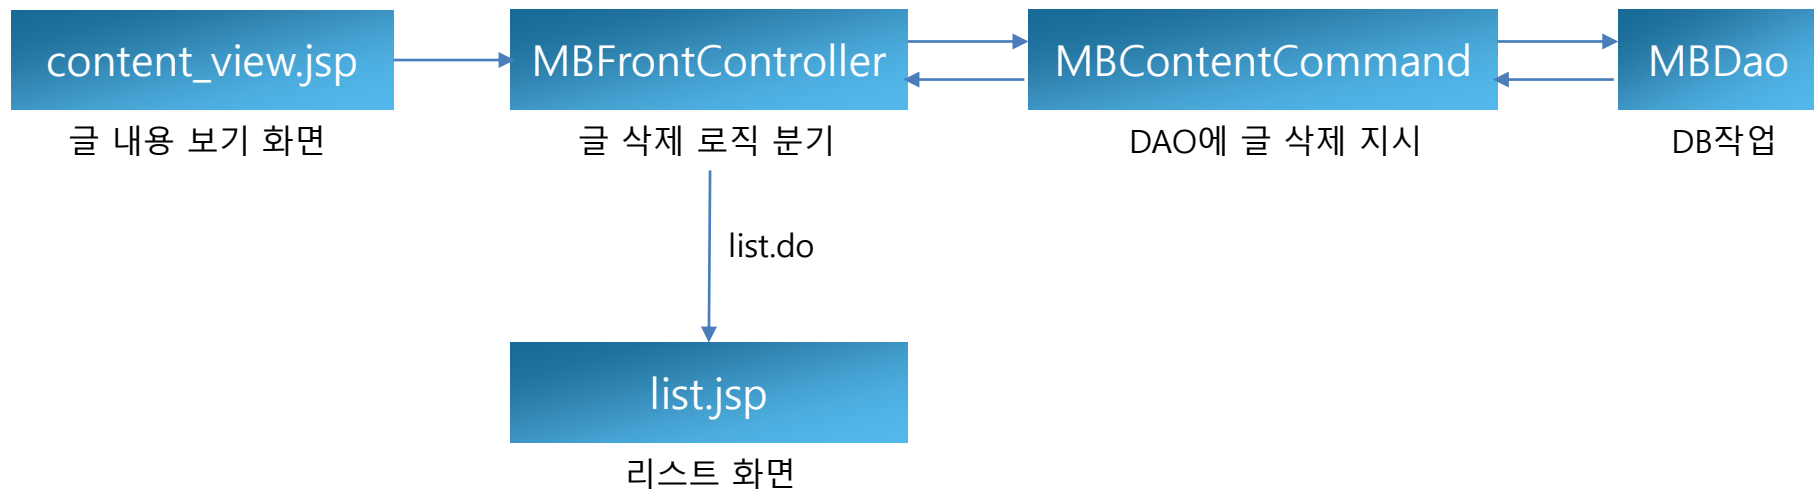 content_view.jsp
MBFrontController
MBContentCommand
MBDao
글 내용 보기 화면
글 삭제 로직 분기
DAO에 글 삭제 지시
DB작업
list.do
list.jsp
리스트 화면